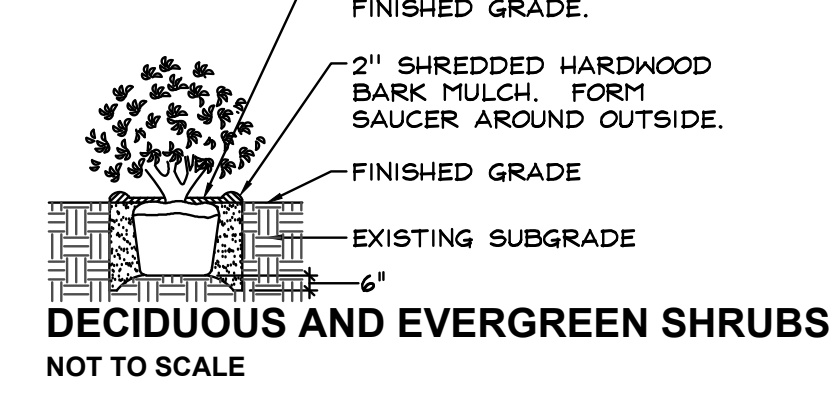 FINISHED GRADE.
2" SHREDDED HARDWOOD
BARK MULCH. FORM
SAUCER AROUND OUTSIDE.
FINISHED GRADE
EXISTING SUBGRADE
6"
DECIDUOUS AND EVERGREEN SHRUBS
NOT TO SCALE